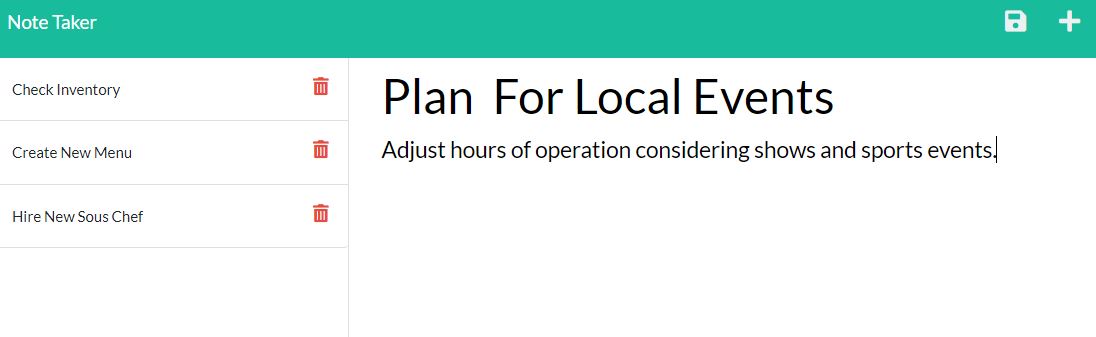 Note Taker
Check Inventory
Create New Menu
Hire New Sous Chef
Plan  For Local Events
Adjust hours of operation considering shows and sports events.